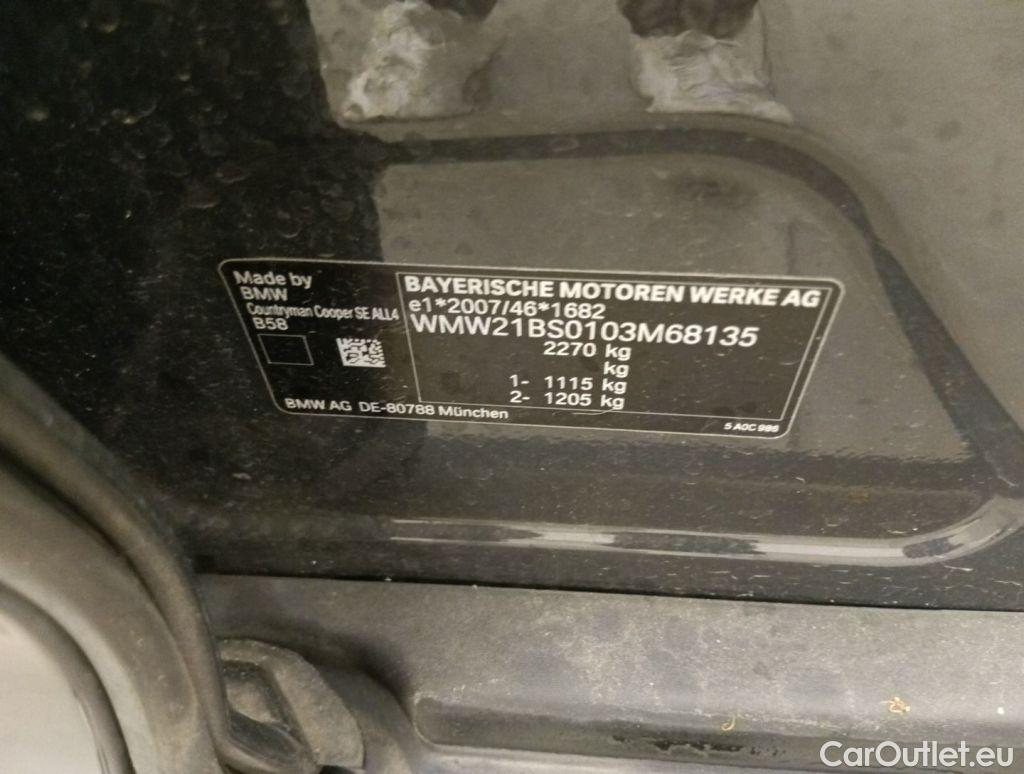 Made by
BMW
Countryman Cooper SE ALL4
B58
BMW AG DE-80788 München
BAYERISCHE MOTOREN WERKE AG
e1*2007/46*1682
WMW21BS0103M68135
2270 kg
kg
1- 1115 kg
2- 1205 kg
5 A0C 995
CarOutlet.eu